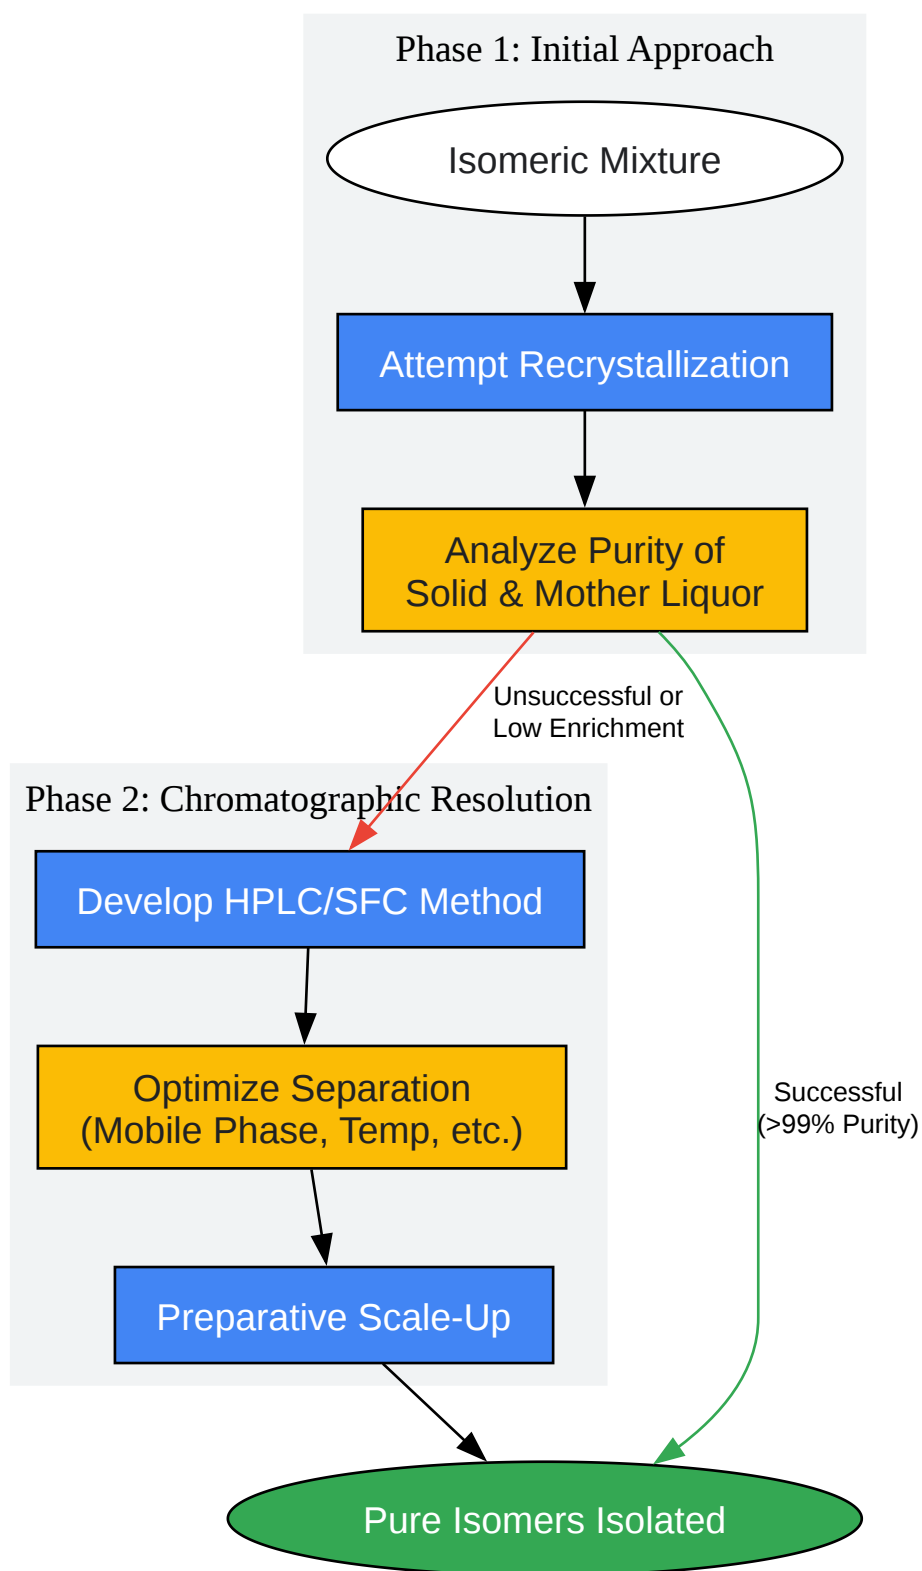 Phase 1: Initial Approach
Isomeric Mixture
Attempt Recrystallization
Analyze Purity of
Solid & Mother Liquor
Unsuccessful or
Low Enrichment
Phase 2: Chromatographic Resolution
Develop HPLC/SFC Method
Optimize Separation
(Mobile Phase, Temp, etc.)
Successful
(>99% Purity)
Preparative Scale-Up
Pure Isomers Isolated